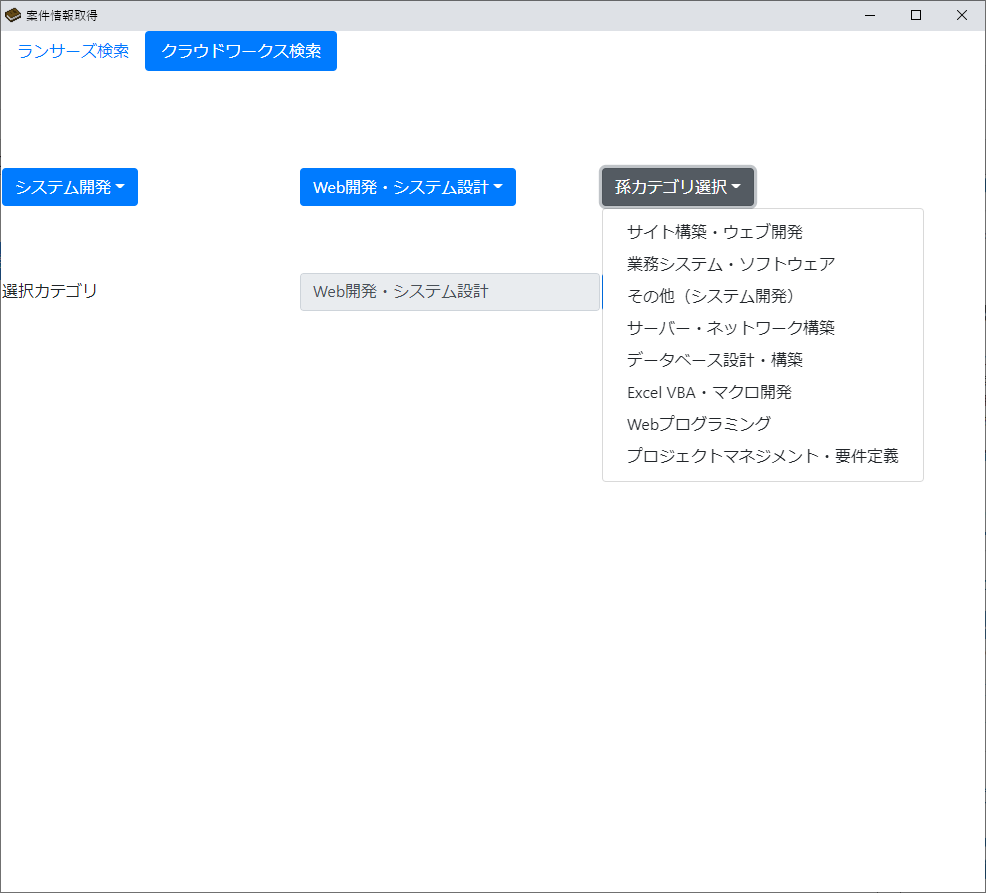 案件情報取得
ランサーズ検索
クラウドワークス検索
システム開発
Web開発・システム設計
孫カテゴリ選択
サイト構築・ウェブ開発
業務システム・ソフトウェア
その他（システム開発）
サーバー・ネットワーク構築
データベース設計・構築
Excel VBA・マクロ開発
Webプログラミング
プロジェクトマネジメント・要件定義
選択カテゴリ
Web開発・システム設計